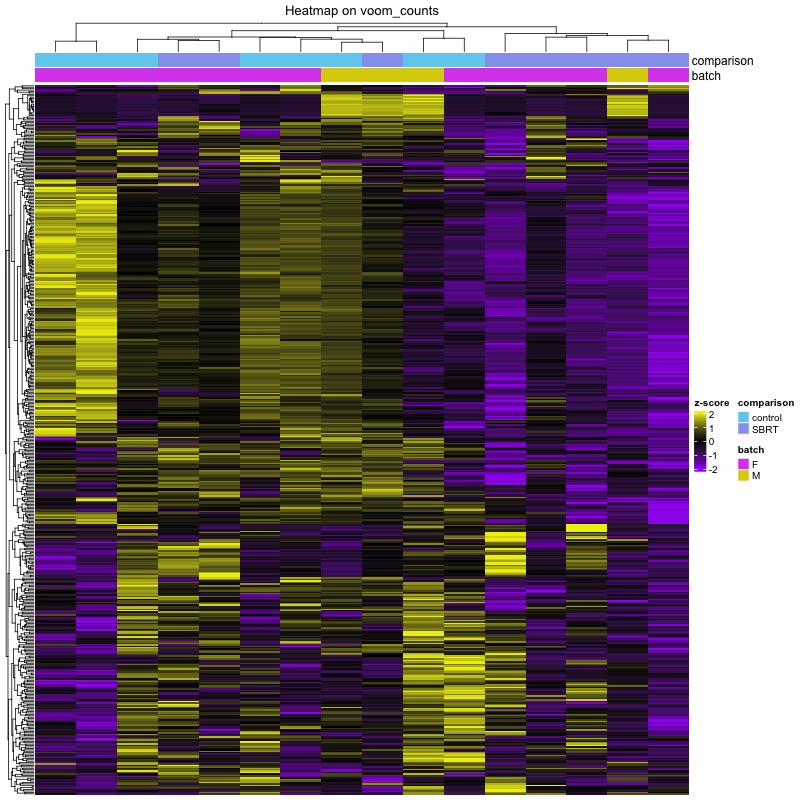 Heatmap on voom_counts
comparison
batch
z-score
2
1
0
-1
-2
comparison
control
SBRT
batch
F
M